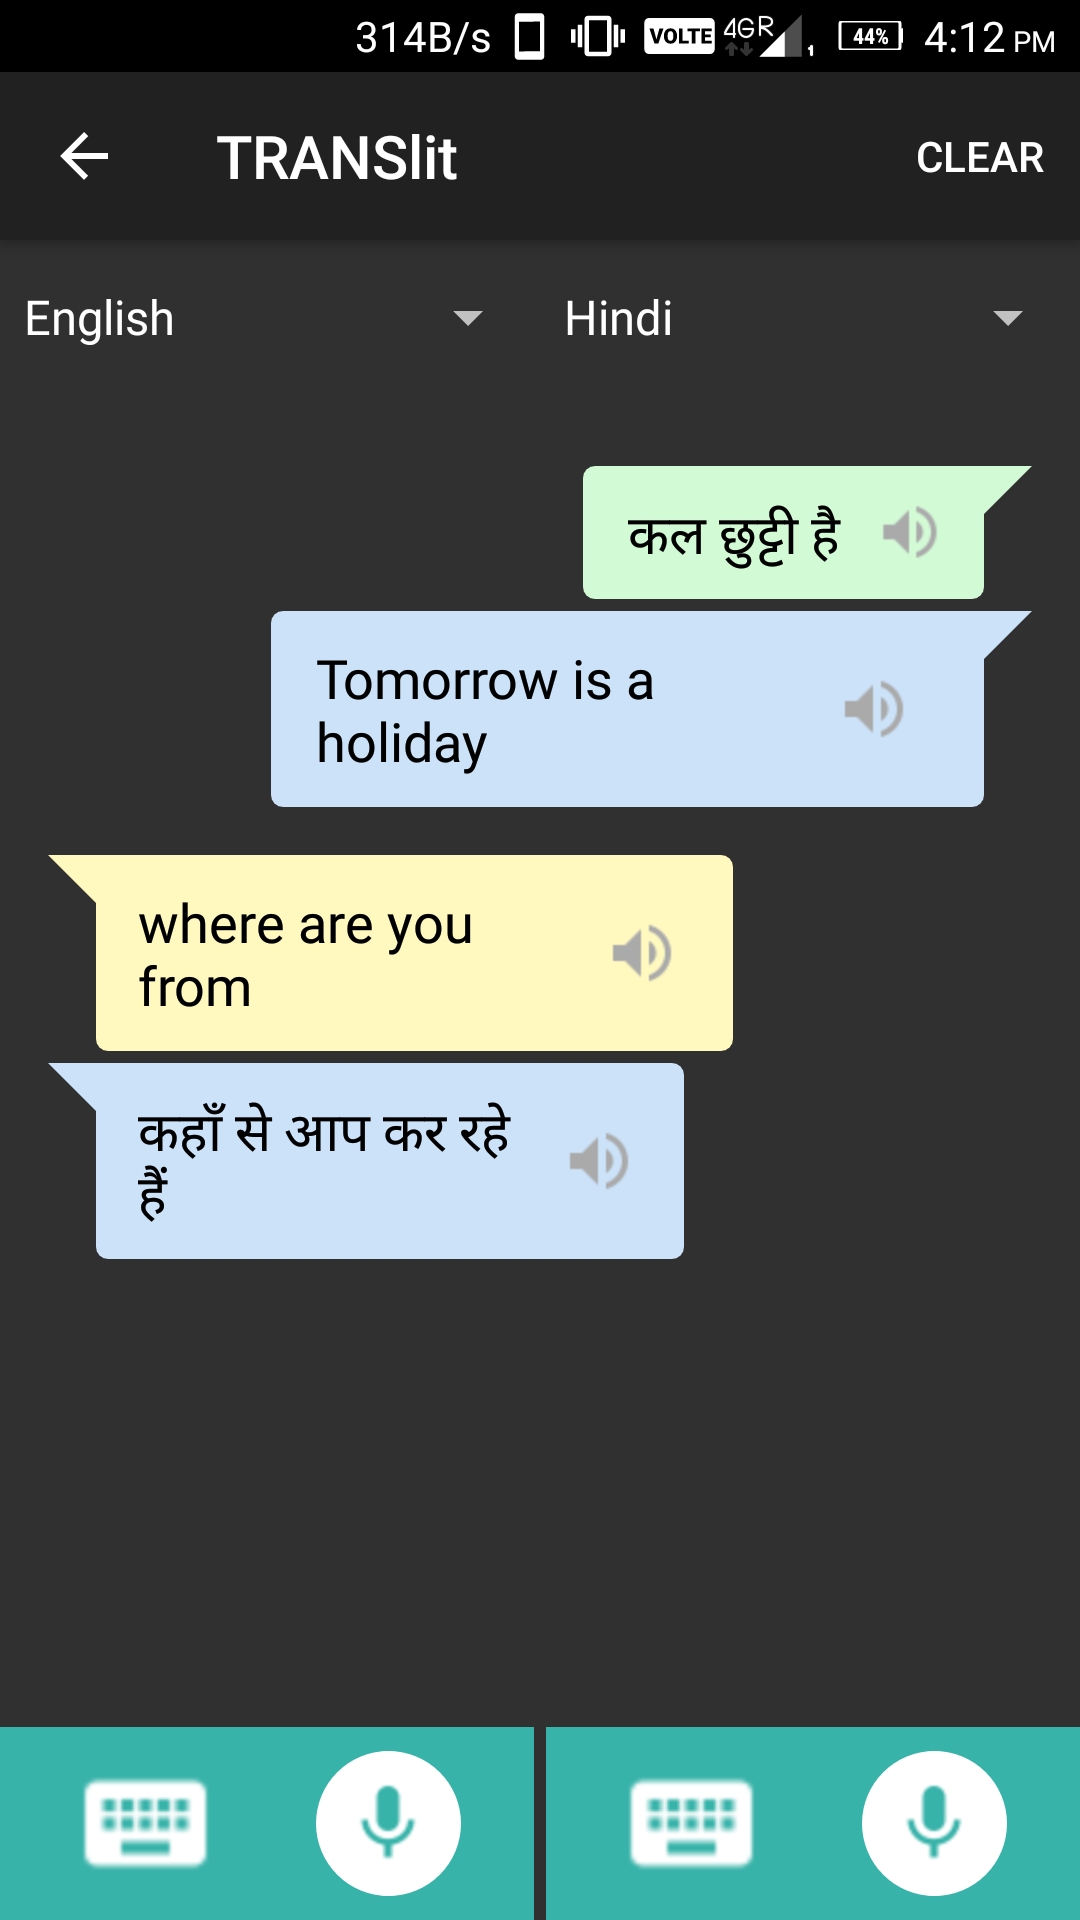 314B/s VOLTE 4G R 1 44% 4:12 PM
TRANSlit CLEAR
English Hindi
कल छुट्टी है
Tomorrow is a
holiday
where are you
from
कहाँ से आप कर रहे
हैं